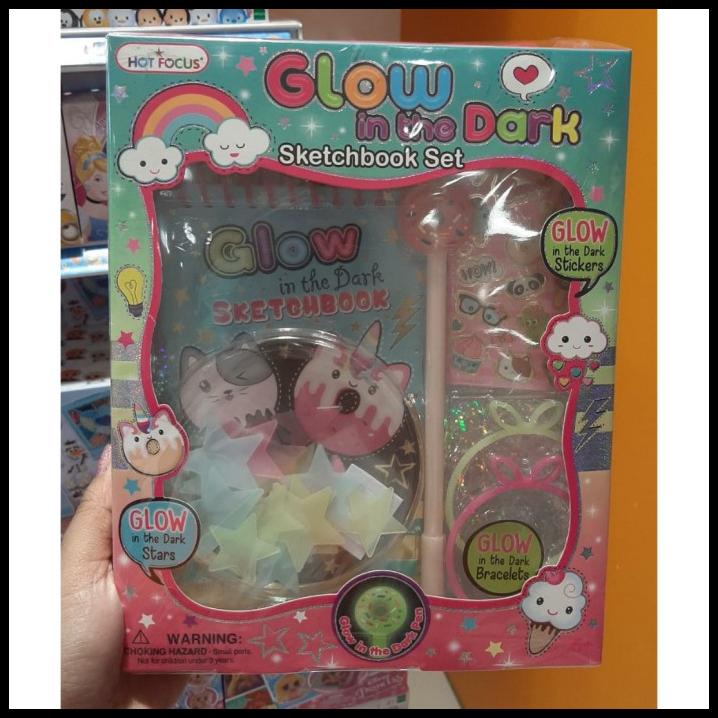 HOT FOCUS®
GLOW
in the Dark
Sketchbook Set
Glow
in the Dark
SKETCHBOOK
GLOW
in the Dark
Stickers
GLOW
in the Dark
Stars
GLOW
in the Dark
Bracelets
Glow in the Dark Pen
WARNING:
CHOKING HAZARD - Small parts.
Not for children under 3 years.